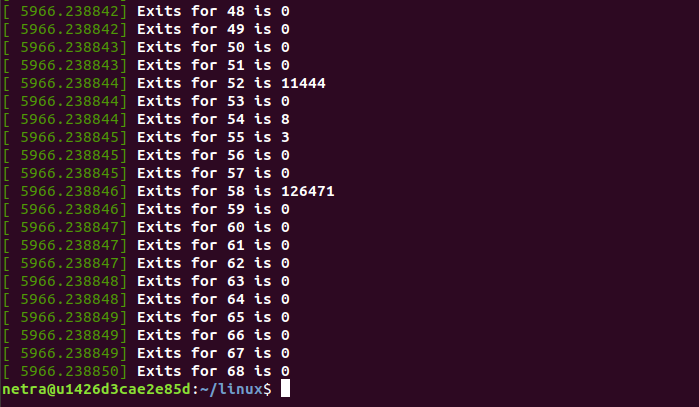 [ 5966.238842] Exits for 48 is 0
[ 5966.238842] Exits for 49 is 0
[ 5966.238843] Exits for 50 is 0
[ 5966.238843] Exits for 51 is 0
[ 5966.238844] Exits for 52 is 11444
[ 5966.238844] Exits for 53 is 0
[ 5966.238844] Exits for 54 is 8
[ 5966.238845] Exits for 55 is 3
[ 5966.238845] Exits for 56 is 0
[ 5966.238845] Exits for 57 is 0
[ 5966.238846] Exits for 58 is 126471
[ 5966.238846] Exits for 59 is 0
[ 5966.238847] Exits for 60 is 0
[ 5966.238847] Exits for 61 is 0
[ 5966.238847] Exits for 62 is 0
[ 5966.238848] Exits for 63 is 0
[ 5966.238848] Exits for 64 is 0
[ 5966.238849] Exits for 65 is 0
[ 5966.238849] Exits for 66 is 0
[ 5966.238849] Exits for 67 is 0
[ 5966.238850] Exits for 68 is 0
netra@u1426d3cae2e85d:~/linux$